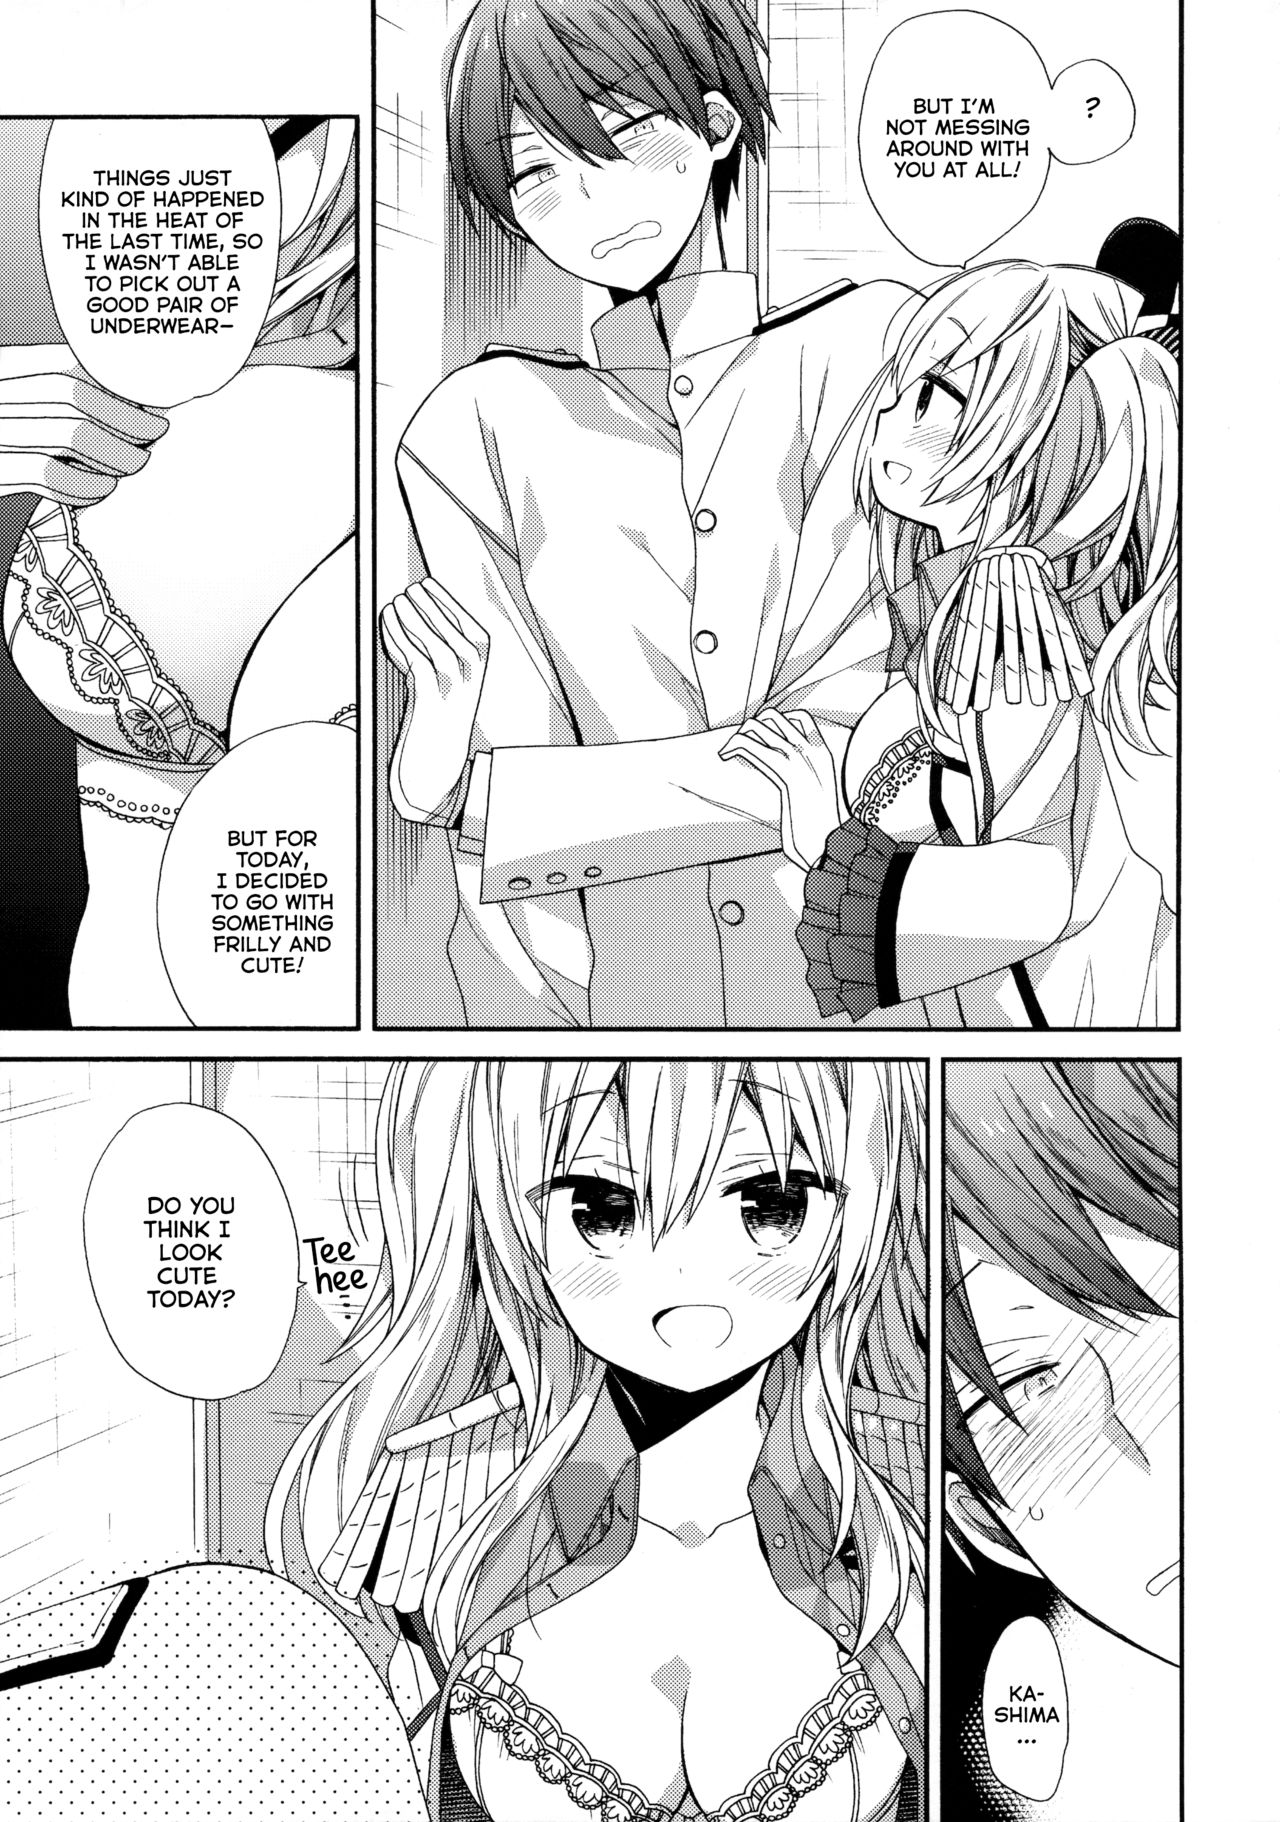 ?
BUT I'M
NOT MESSING
AROUND WITH
YOU AT ALL!
THINGS JUST
KIND OF HAPPENED
IN THE HEAT OF
THE LAST TIME, SO
I WASN'T ABLE
TO PICK OUT A
GOOD PAIR OF
UNDERWEAR—
BUT FOR
TODAY,
I DECIDED
TO GO WITH
SOMETHING
FRILLY AND
CUTE!
KA-
SHIMA
...
Tee
hee
...
DO YOU
THINK I
LOOK
CUTE
TODAY?